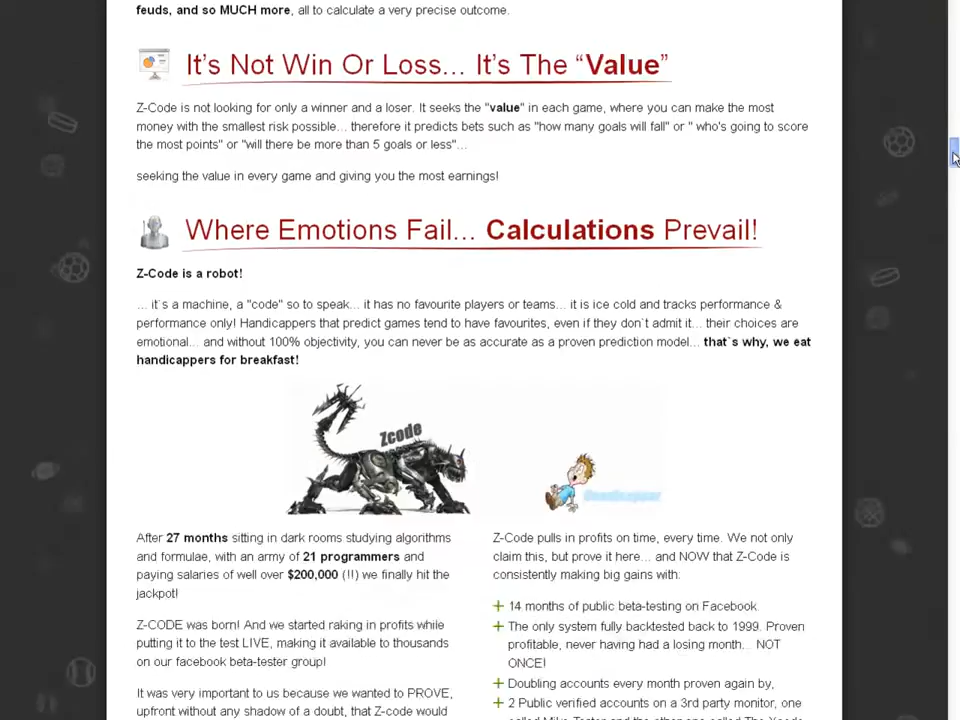 feuds, and so MUCH more, all to calculate a very precise outcome.
It's Not Win Or Loss... It's The "Value"
Z-Code is not looking for only a winner and a loser. It seeks the "value" in each game, where you can make the most
money with the smallest risk possible... therefore it predicts bets such as "how many goals will fall" or " who's going to score
the most points" or "will there be more than 5 goals or less"...
seeking the value in every game and giving you the most earnings!
Where Emotions Fail... Calculations Prevail!
Z-Code is a robot!
... it`s a machine, a "code" so to speak... it has no favourite players or teams... it is ice cold and tracks performance &
performance only! Handicappers that predict games tend to have favourites, even if they don`t admit it... their choices are
emotional... and without 100% objectivity, you can never be as accurate as a proven prediction model... that`s why, we eat
handicappers for breakfast!
Zcode
After 27 months sitting in dark rooms studying algorithms
and formulae, with an army of 21 programmers and
paying salaries of well over $200,000 (!!) we finally hit the
jackpot!
Z-CODE was born! And we started raking in profits while
putting it to the test LIVE, making it available to thousands
on our facebook beta-tester group!
It was very important to us because we wanted to PROVE,
upfront without any shadow of a doubt, that Z-code would
Z-Code pulls in profits on time, every time. We not only
claim this, but prove it here... and NOW that Z-Code is
consistently making big gains with:
14 months of public beta-testing on Facebook.
The only system fully backtested back to 1999. Proven
profitable, never having had a losing month... NOT
ONCE!
Doubling accounts every month proven again by,
2 Public verified accounts on a 3rd party monitor, one